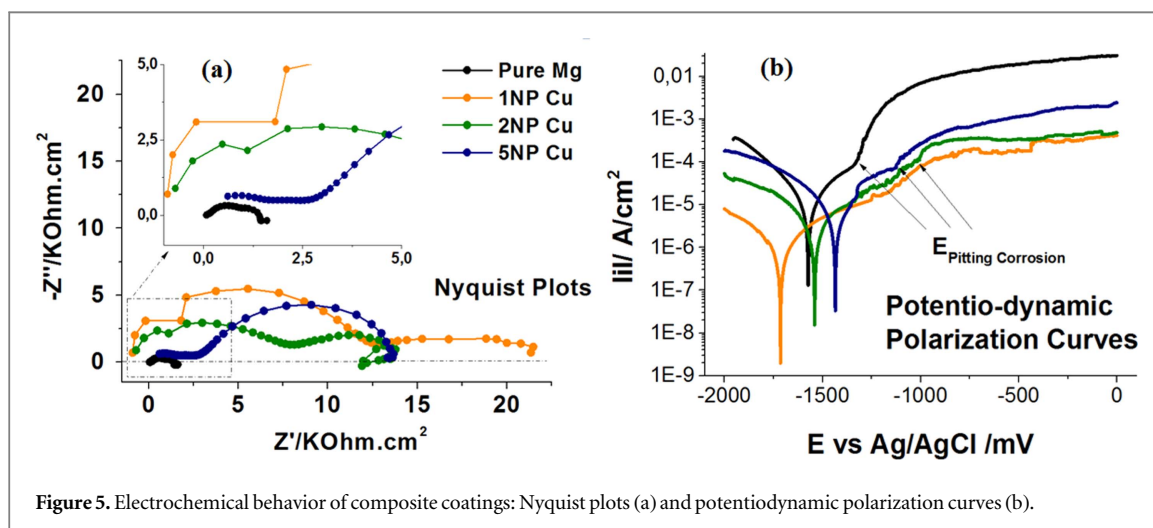 (a)
5,0
2,5
0,0
0,0
2,5
5,0
Pure Mg
1NP Cu
2NP Cu
5NP Cu
20
15
10
5
0
-Z''/KOhm.cm²
Nyquist Plots
0
5
10
15
20
Z'/KOhm.cm²
(b)
0,01
1E-3
1E-4
1E-5
1E-6
1E-7
1E-8
1E-9
IiI/ A/cm²
E Pitting Corrosion
Potentio-dynamic
Polarization Curves
-2000
-1500
-1000
-500
0
E vs Ag/AgCl /mV
Figure 5. Electrochemical behavior of composite coatings: Nyquist plots (a) and potentiodynamic polarization curves (b).